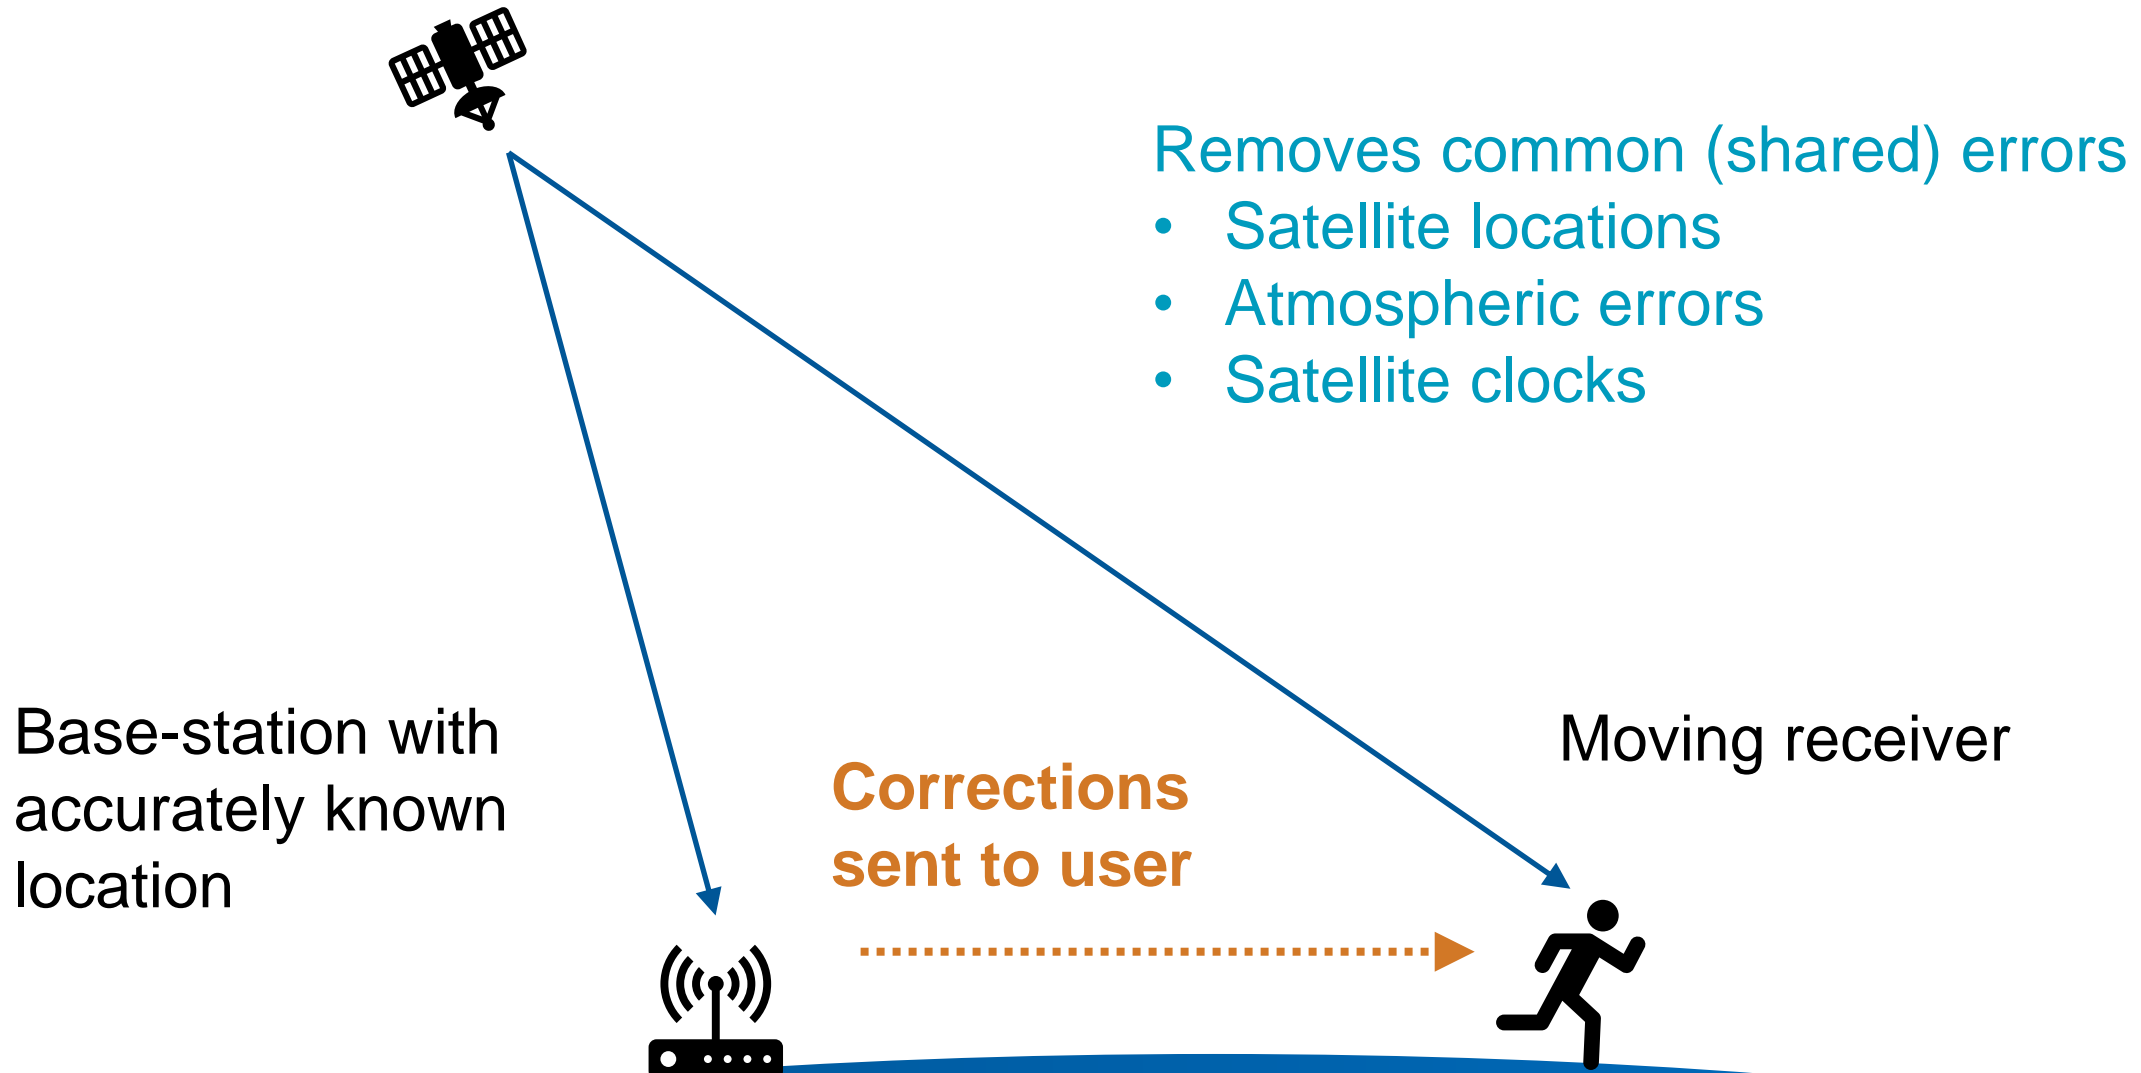 Removes common (shared) errors
• Satellite locations
• Atmospheric errors
• Satellite clocks
Base-station with
accurately known
location
Corrections
sent to user
Moving receiver